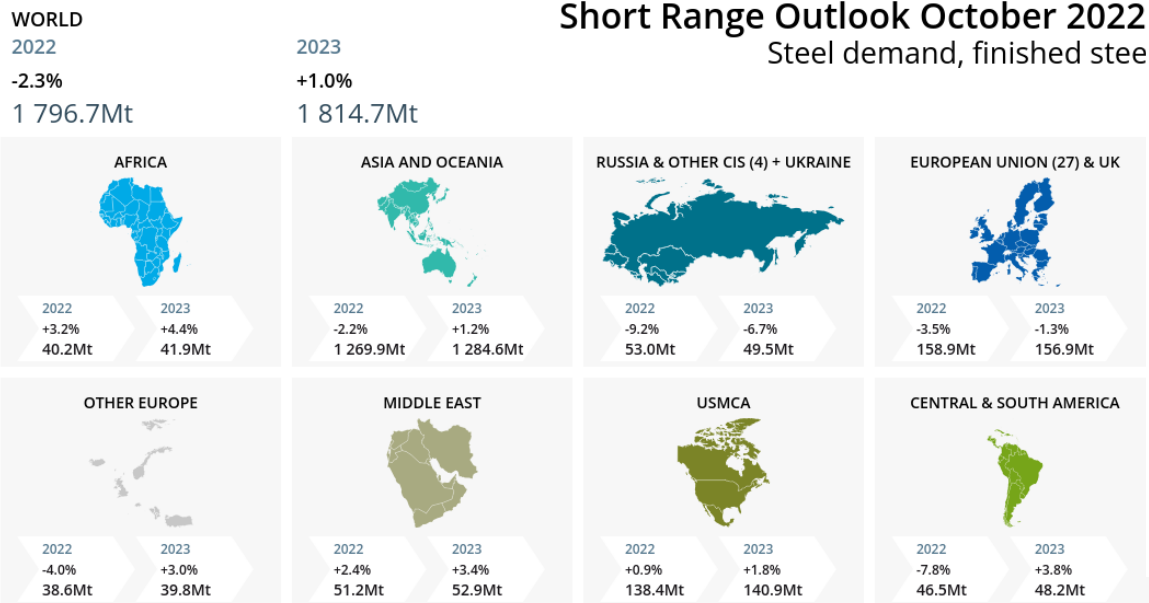 WORLD
2022
-2.3%
1 796.7Mt
2023
+1.0%
1 814.7Mt
Short Range Outlook October 2022
Steel demand, finished stee
AFRICA
2022
+3.2%
40.2Mt
2023
+4.4%
41.9Mt
ASIA AND OCEANIA
2022
-2.2%
1 269.9Mt
2023
+1.2%
1 284.6Mt
RUSSIA & OTHER CIS (4) + UKRAINE
2022
-9.2%
53.0Mt
2023
-6.7%
49.5Mt
EUROPEAN UNION (27) & UK
2022
-3.5%
158.9Mt
2023
-1.3%
156.9Mt
OTHER EUROPE
2022
-4.0%
38.6Mt
2023
+3.0%
39.8Mt
MIDDLE EAST
2022
+2.4%
51.2Mt
2023
+3.4%
52.9Mt
USMCA
2022
+0.9%
138.4Mt
2023
+1.8%
140.9Mt
CENTRAL & SOUTH AMERICA
2022
-7.8%
46.5Mt
2023
+3.8%
48.2Mt